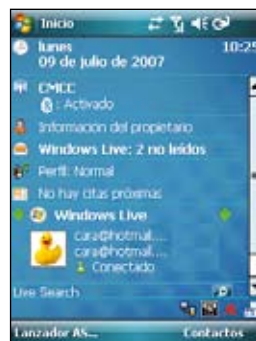 Inicio
lunes 10:29
09 de julio de 2007
CMCC
: Activado
Información del propietario
Windows Live: 2 no leídos
Perfil: Normal
No hay citas próximas
Windows Live
cara@hotmail....
cara@hotmail....
Conectado
Live Search
Lanzador AS... Contactos